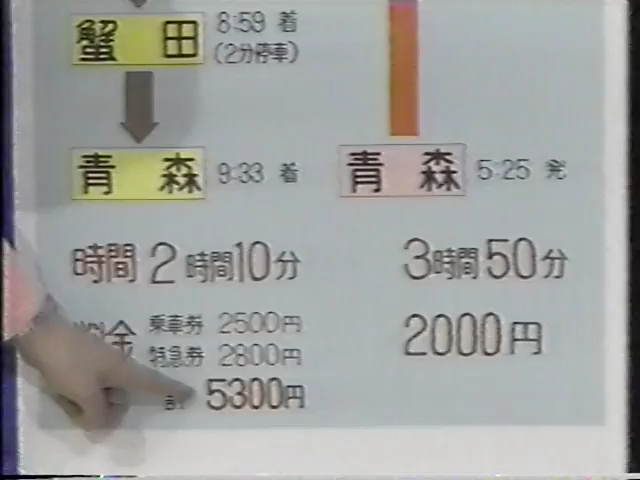 蟹田 8:59 着
(2分停車)
青森 9:33 着
青森 5:25 発
時間 2時間10分
3時間50分
料金 乗車券 2500円
特急券 2800円
計 5300円
2000円